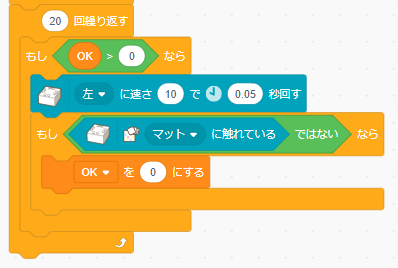 20 回繰り返す
もし OK > 0 なら
左 に速さ 10 で 0.05 秒回す
もし マット に触れている ではない なら
OK を 0 にする